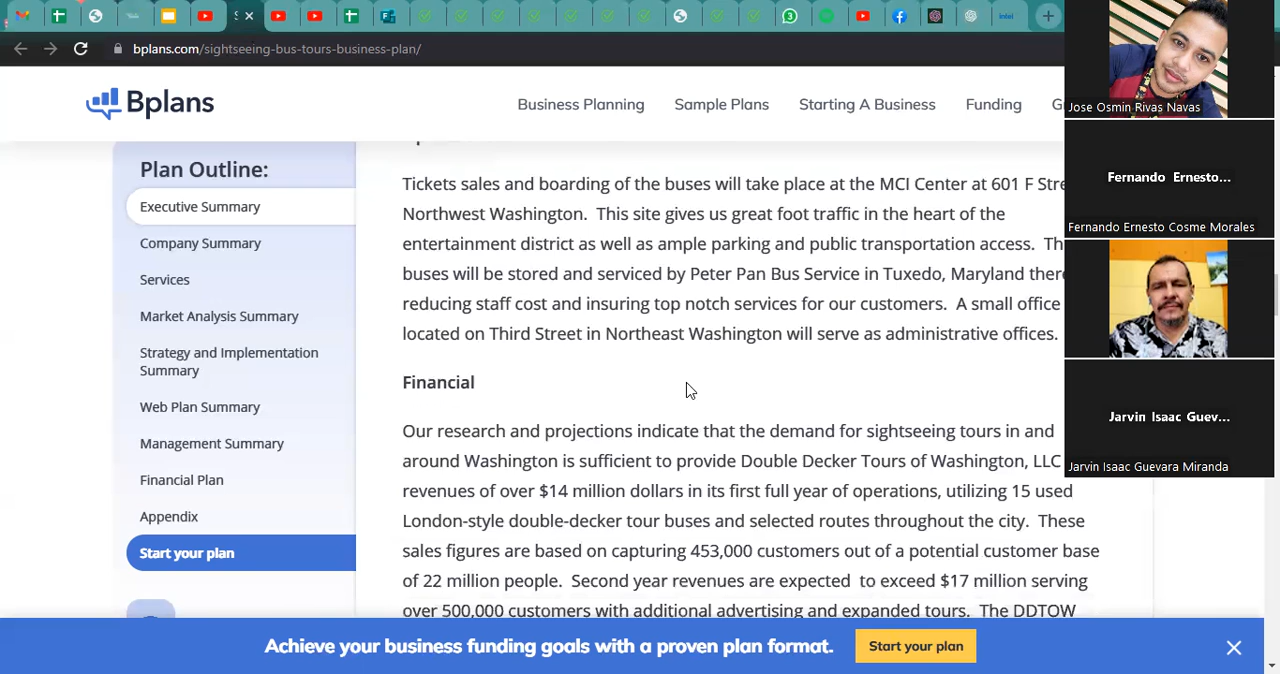 bplans.com/sightseeing-bus-tours-business-plan/
Bplans
Business Planning
Sample Plans
Starting A Business
Funding
Plan Outline:
Executive Summary
Company Summary
Services
Market Analysis Summary
Strategy and Implementation
Summary
Web Plan Summary
Management Summary
Financial Plan
Appendix
Start your plan
Tickets sales and boarding of the buses will take place at the MCI Center at 601 F
Northwest Washington. This site gives us great foot traffic in the heart of the
entertainment district as well as ample parking and public transportation access.
buses will be stored and serviced by Peter Pan Bus Service in Tuxedo, Maryland
reducing staff cost and insuring top notch services for our customers. A small office
located on Third Street in Northeast Washington will serve as administrative offices.
Financial
Our research and projections indicate that the demand for sightseeing tours in and
around Washington is sufficient to provide Double Decker Tours of Washington, LLC
revenues of over $14 million dollars in its first full year of operations, utilizing 15 used
London-style double-decker tour buses and selected routes throughout the city. These
sales figures are based on capturing 453,000 customers out of a potential customer base
of 22 million people. Second year revenues are expected to exceed $17 million serving
over 500,000 customers with additional advertising and expanded tours. The DDTOW
Achieve your business funding goals with a proven plan format.
Start your plan
Jose Osmin Rivas Navas
Fernando Ernesto...
Fernando Ernesto Cosme Morales
Jarvin Isaac Guev...
Jarvin Isaac Guevara Miranda